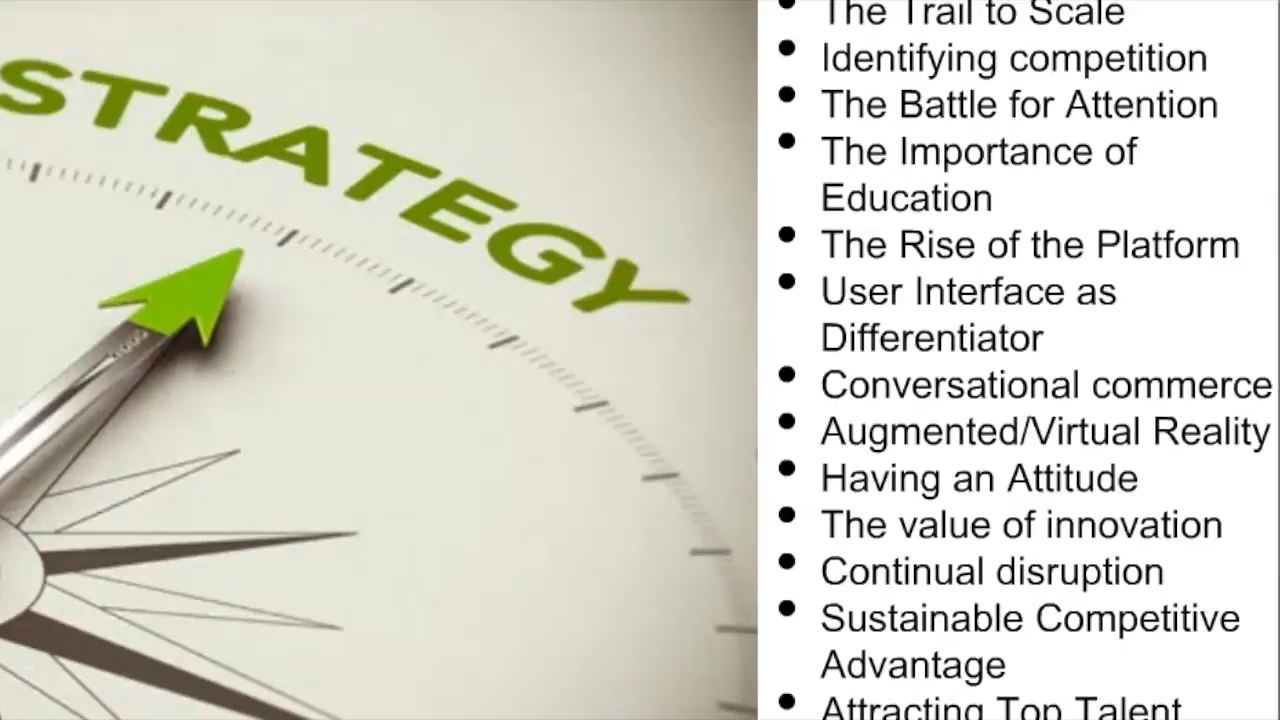 STRATEGY
• The Trail to Scale
• Identifying competition
• The Battle for Attention
• The Importance of
Education
• The Rise of the Platform
• User Interface as
Differentiator
• Conversational commerce
• Augmented/Virtual Reality
• Having an Attitude
• The value of innovation
• Continual disruption
• Sustainable Competitive
Advantage
• Attracting Top Talent